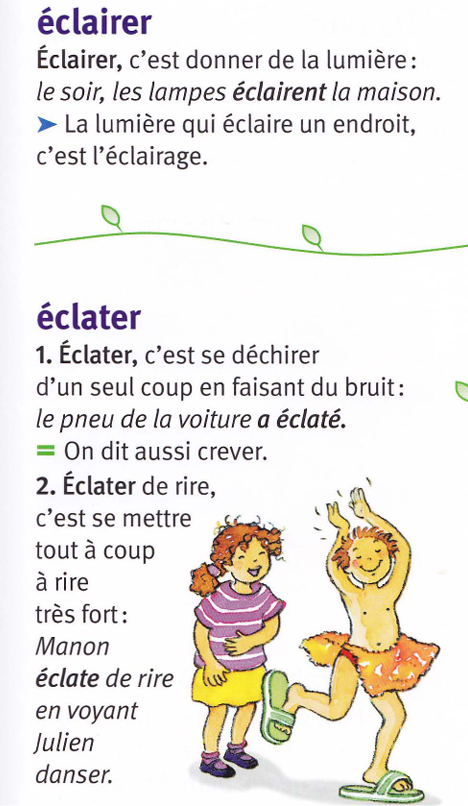 éclairer
Éclairer, c'est donner de la lumière :
le soir, les lampes éclairent la maison.
➤ La lumière qui éclaire un endroit,
c'est l'éclairage.
éclater
1. Éclater, c'est se déchirer
d'un seul coup en faisant du bruit :
le pneu de la voiture a éclaté.
= On dit aussi crever.
2. Éclater de rire,
c'est se mettre
tout à coup
à rire
très fort :
Manon
éclate de rire
en voyant
Julien
danser.